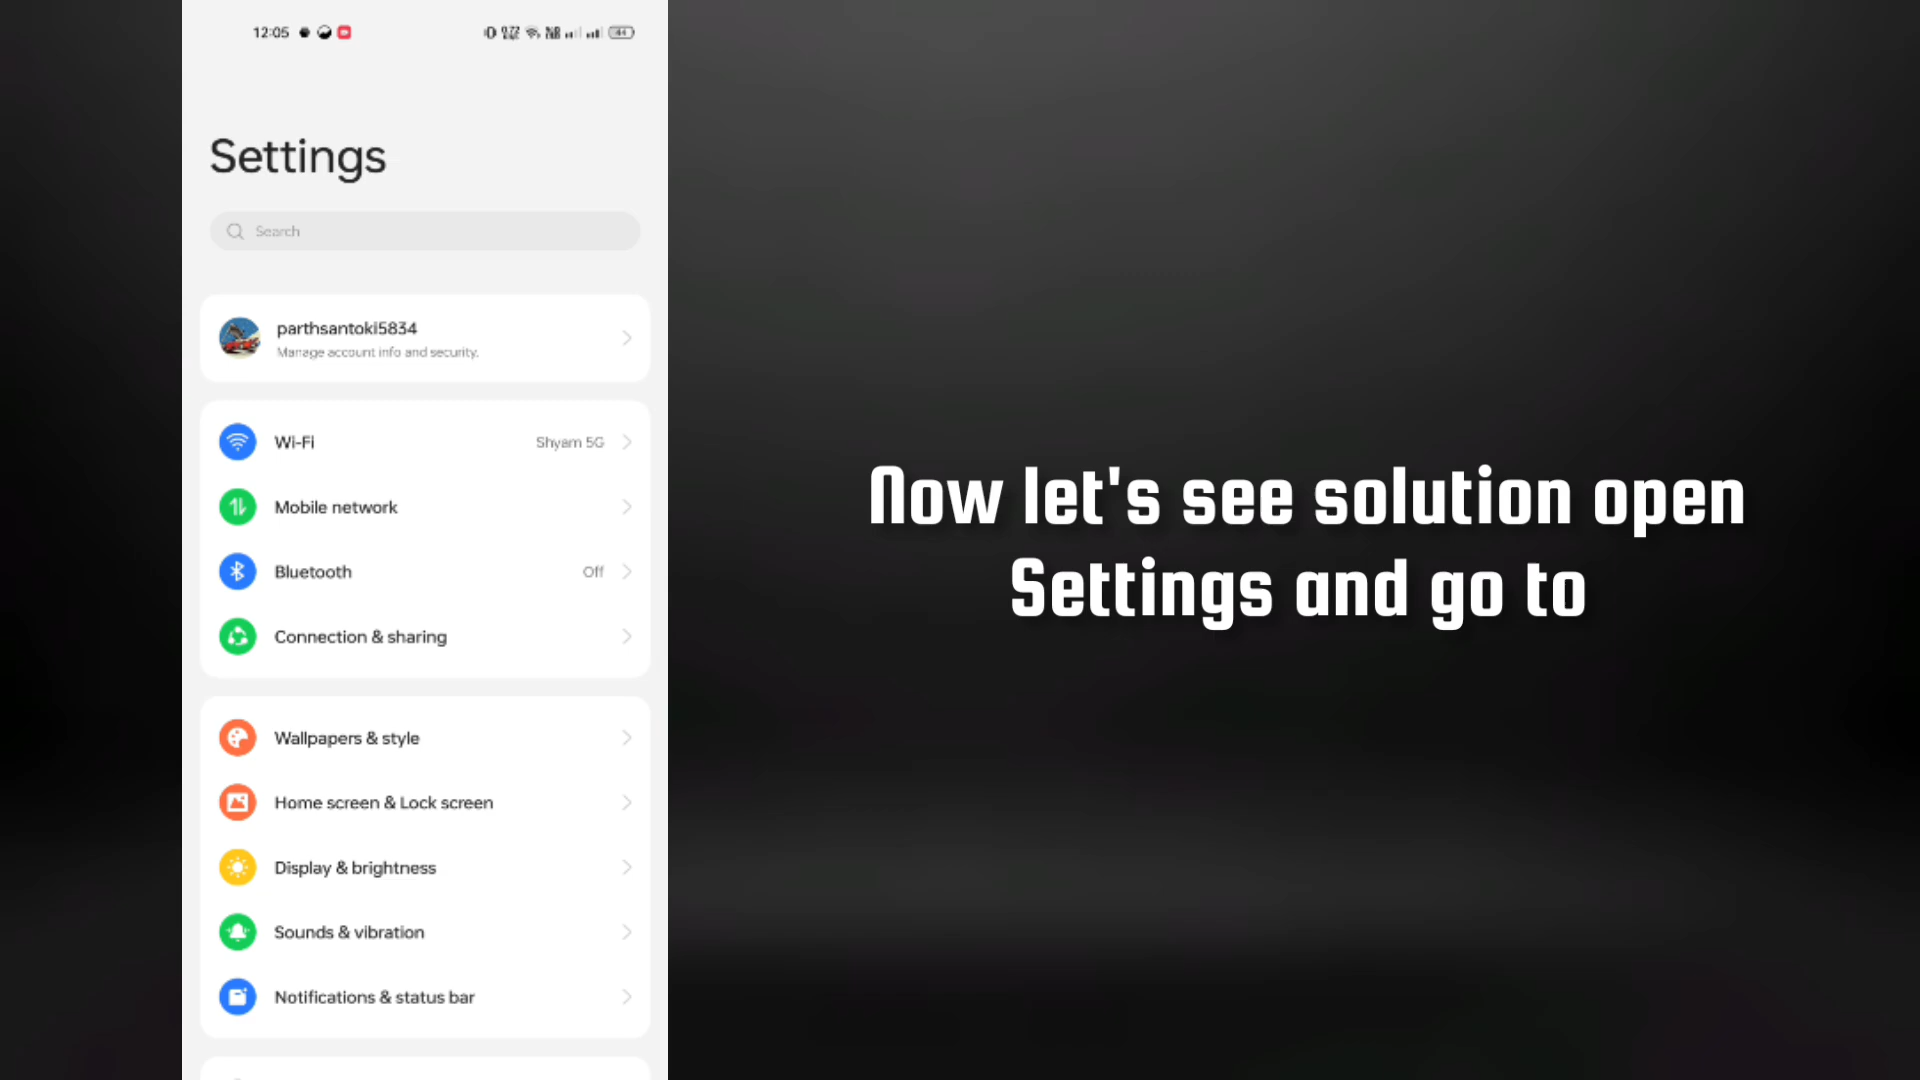 12:05
44
Settings
Search
parthsantoki5834
Manage account info and security.
Wi-Fi
Shyam 5G
Mobile network
Bluetooth
Off
Connection & sharing
Wallpapers & style
Home screen & Lock screen
Display & brightness
Sounds & vibration
Notifications & status bar
Now let's see solution open
Settings and go to